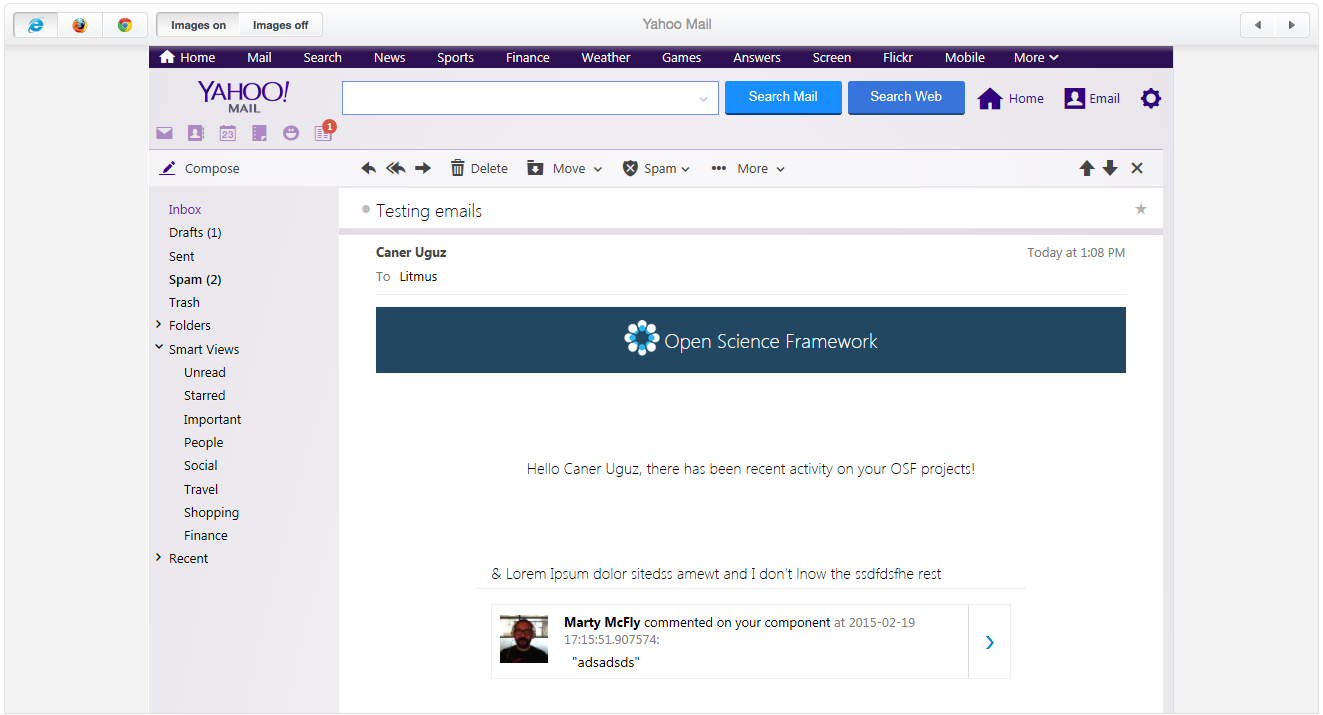 Images on Images off Yahoo Mail
Home Mail Search News Sports Finance Weather Games Answers Screen Flickr Mobile More
YAHOO!
MAIL
Search Mail Search Web Home Email
23 1
Compose Delete Move Spam More
Inbox
Drafts (1)
Sent
Spam (2)
Trash
Folders
Smart Views
Unread
Starred
Important
People
Social
Travel
Shopping
Finance
Recent
Testing emails
Caner Uguz Today at 1:08 PM
To Litmus
Open Science Framework
Hello Caner Uguz, there has been recent activity on your OSF projects!
& Lorem Ipsum dolor sitedss amewt and I don't lnow the ssdfdsfhe rest
Marty McFly commented on your component at 2015-02-19
17:15:51.907574:
"adsadsds"